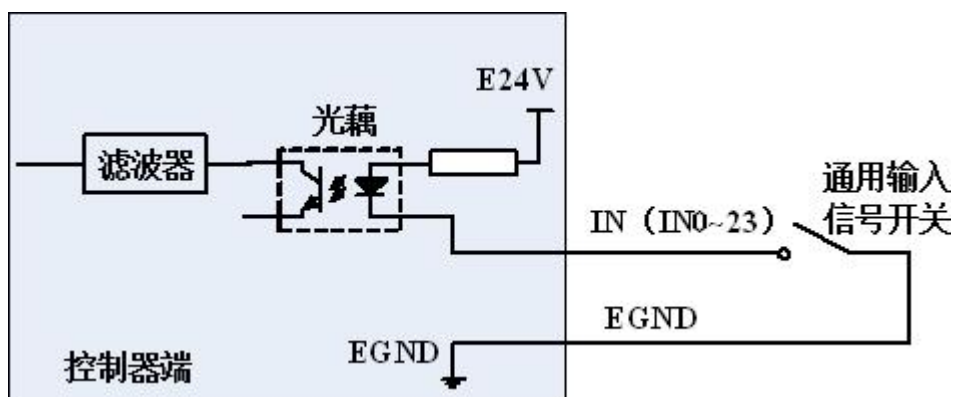 E24V
光藕
滤波器
通用输入
信号开关
IN（IN0~23）
EGND
EGND
控制器端